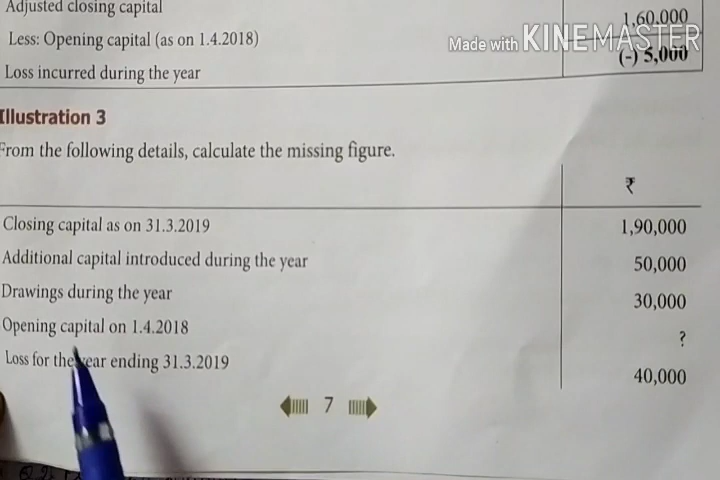 Adjusted closing capital
1,60,000
Less: Opening capital (as on 1.4.2018)
Made with KINEMASTER
(-) 5,000
Loss incurred during the year
Illustration 3
From the following details, calculate the missing figure.
₹
Closing capital as on 31.3.2019 1,90,000
Additional capital introduced during the year 50,000
Drawings during the year 30,000
Opening capital on 1.4.2018 ?
Loss for the year ending 31.3.2019 40,000
7